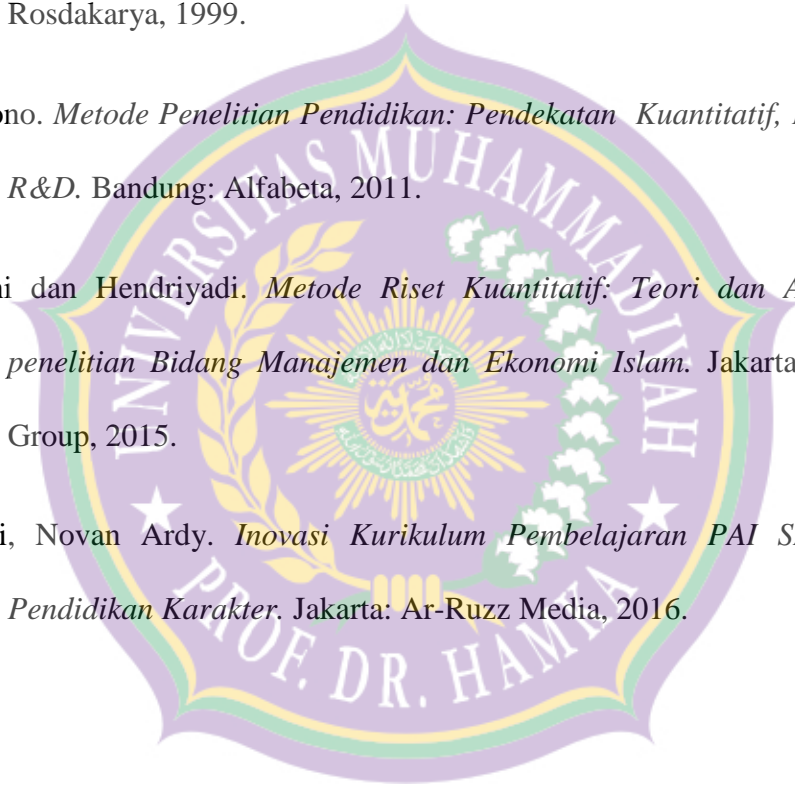 Rosdakarya, 1999.
ono. Metode Penelitian Pendidikan: Pendekatan Kuantitatif,
R&D. Bandung: Alfabeta, 2011.
ni dan Hendriyadi. Metode Riset Kuantitatif: Teori dan A
penelitian Bidang Manajemen dan Ekonomi Islam. Jakarta
Group, 2015.
i, Novan Ardy. Inovasi Kurikulum Pembelajaran PAI S
Pendidikan Karakter. Jakarta: Ar-Ruzz Media, 2016.
UNIVERSITAS MUHAMMADIYAH
PROF. DR. HAMKA
محمدية